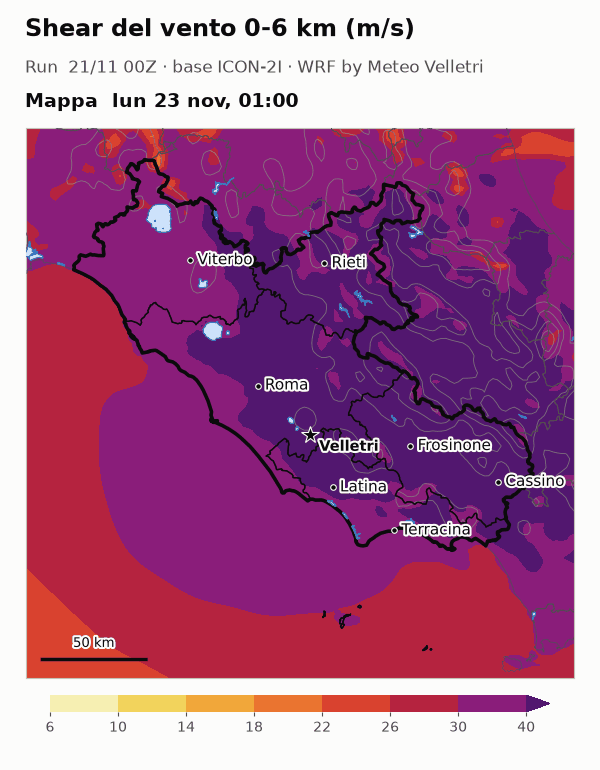 Shear del vento 0-6 km (m/s)
Run 21/11 00Z · base ICON-2I · WRF by Meteo Velletri
Mappa lun 23 nov, 01:00
Viterbo
Rieti
Roma
Velletri
Frosinone
Cassino
Latina
Terracina
50 km
6 10 14 18 22 26 30 40